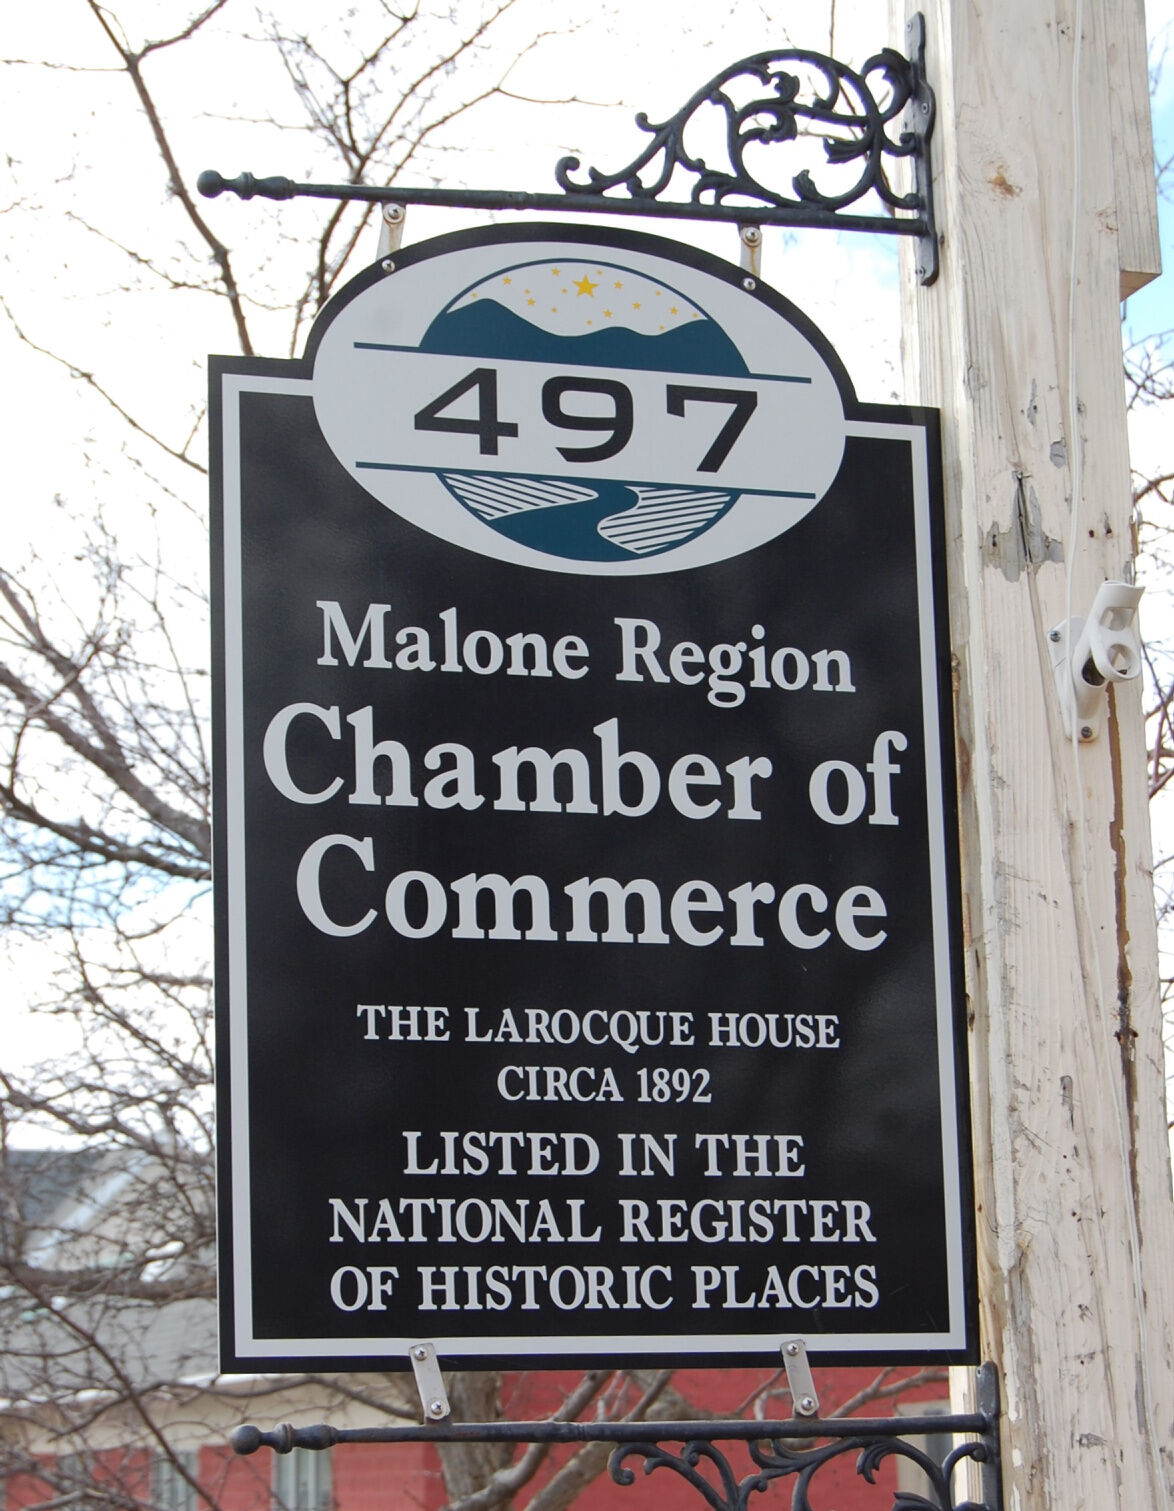 497
Malone Region
Chamber of
Commerce
THE LAROCQUE HOUSE
CIRCA 1892
LISTED IN THE
NATIONAL REGISTER
OF HISTORIC PLACES